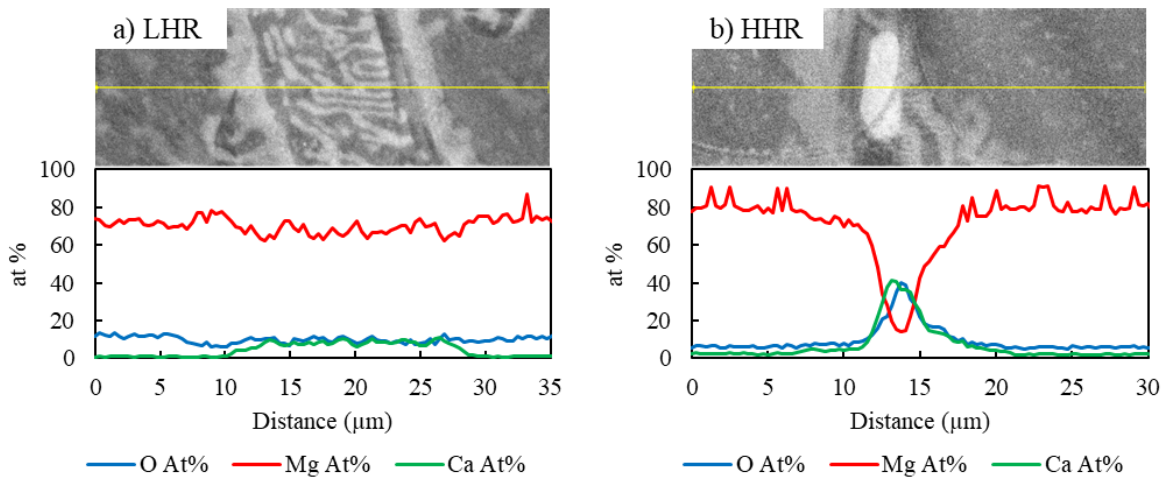 a) LHR
b) HHR
at %
100
80
60
40
20
0
0 5 10 15 20 25 30 35
Distance (µm)
O At% Mg At% Ca At%
at %
100
80
60
40
20
0
0 5 10 15 20 25 30
Distance (µm)
O At% Mg At% Ca At%